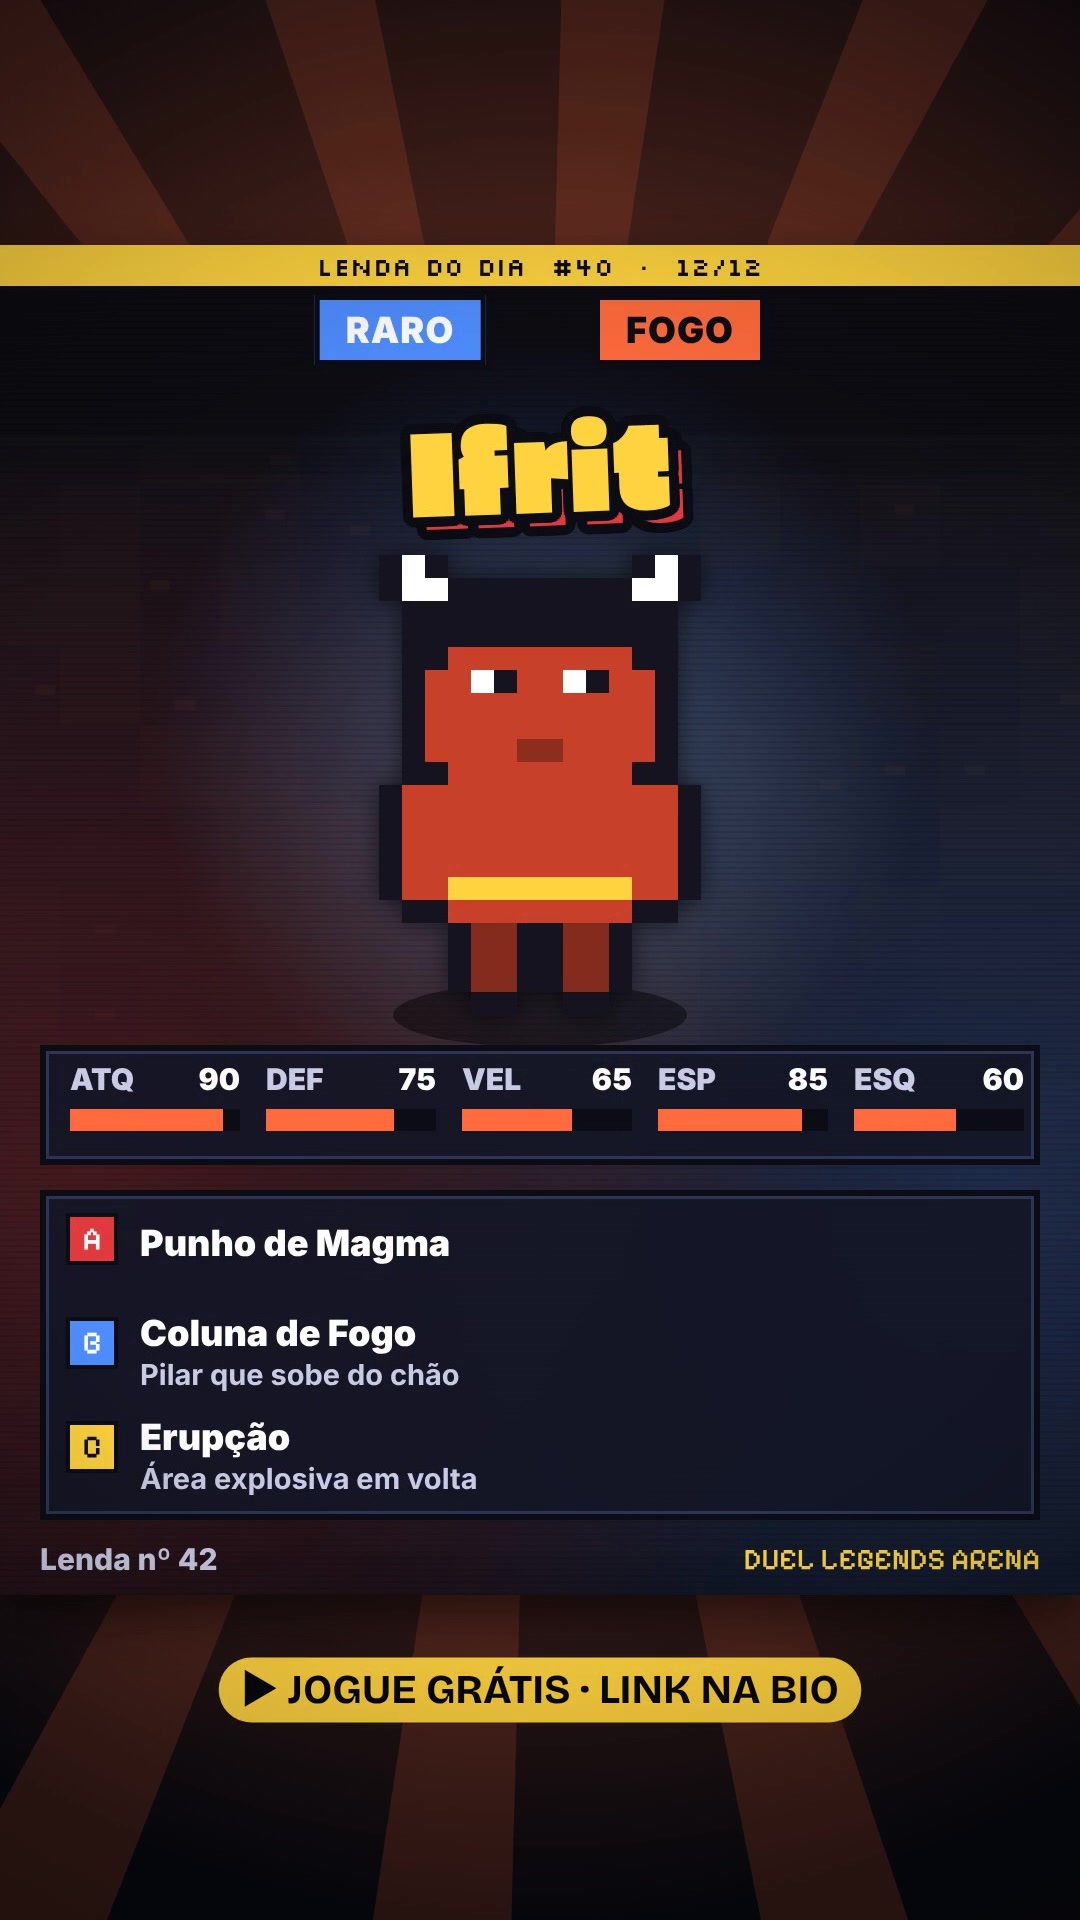 LENDA DO DIA #40 · 12/12
RARO
FOGO
Ifrit
ATQ 90 DEF 75 VEL 65 ESP 85 ESQ 60
A Punho de Magma
B Coluna de Fogo
Pilar que sobe do chão
C Erupção
Área explosiva em volta
Lenda nº 42
DUEL LEGENDS ARENA
▶ JOGUE GRÁTIS · LINK NA BIO